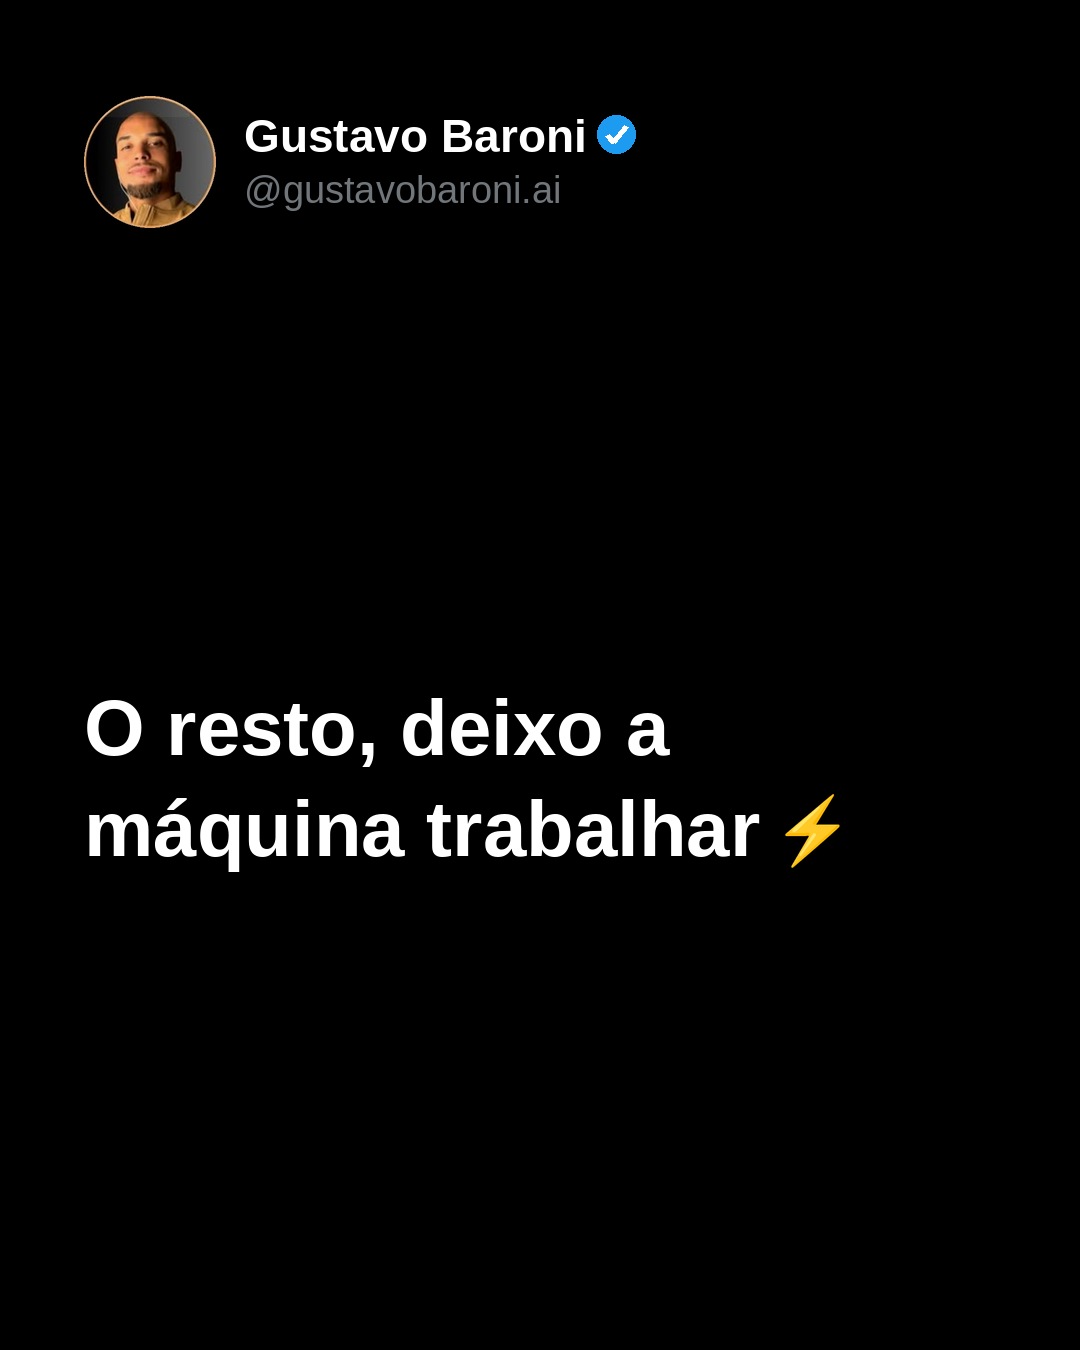 Gustavo Baroni
@gustavobaroni.ai
O resto, deixo a
máquina trabalhar ⚡